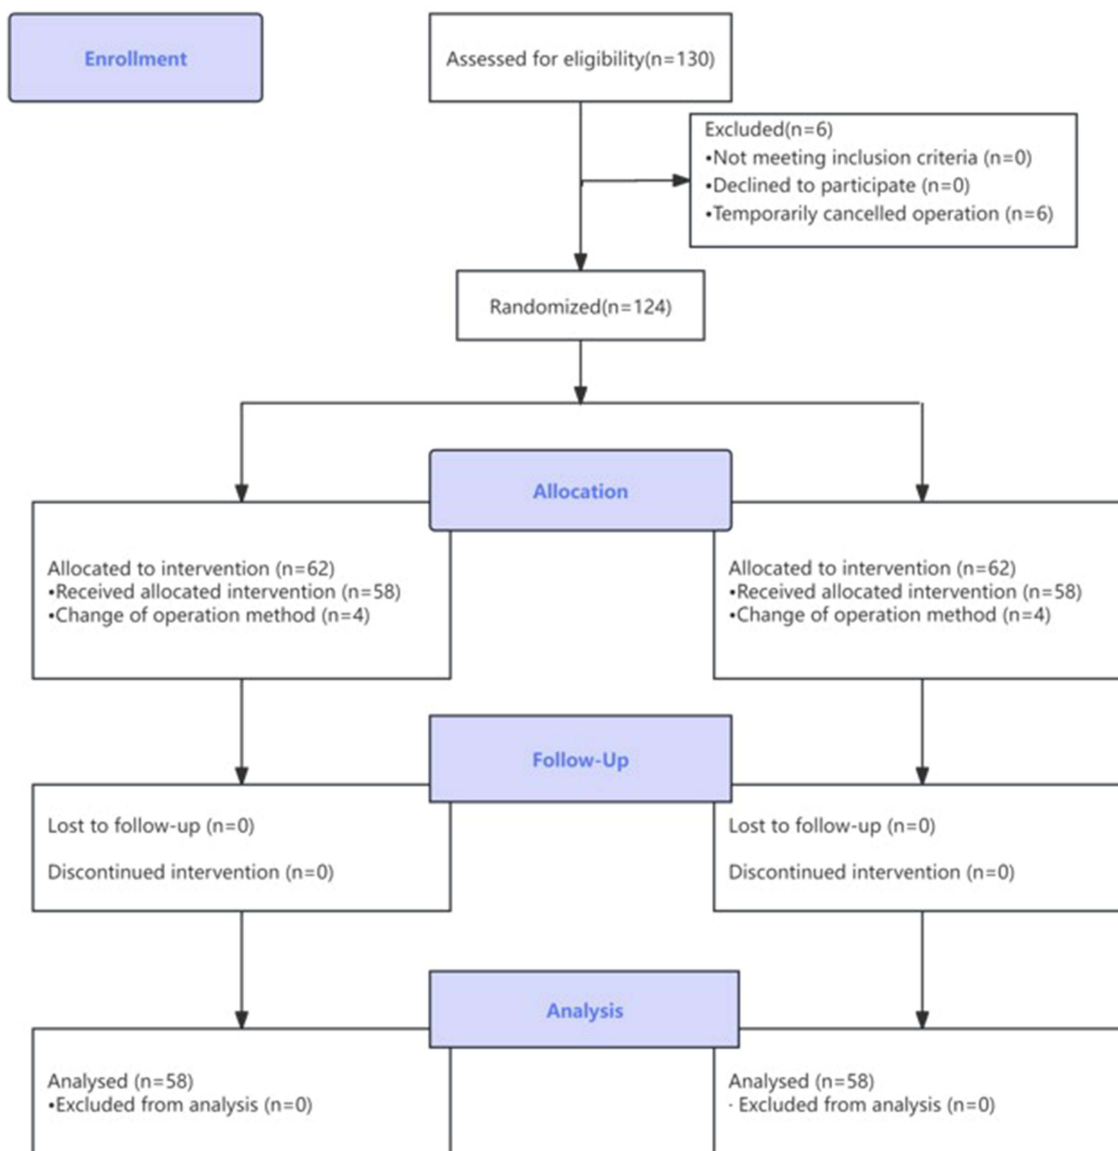 Enrollment
Assessed for eligibility(n=130)
Excluded(n=6)
•Not meeting inclusion criteria (n=0)
•Declined to participate (n=0)
•Temporarily cancelled operation (n=6)
Randomized(n=124)
Allocation
Allocated to intervention (n=62)
•Received allocated intervention (n=58)
•Change of operation method (n=4)
Allocated to intervention (n=62)
•Received allocated intervention (n=58)
•Change of operation method (n=4)
Follow-Up
Lost to follow-up (n=0)
Discontinued intervention (n=0)
Lost to follow-up (n=0)
Discontinued intervention (n=0)
Analysis
Analysed (n=58)
•Excluded from analysis (n=0)
Analysed (n=58)
· Excluded from analysis (n=0)